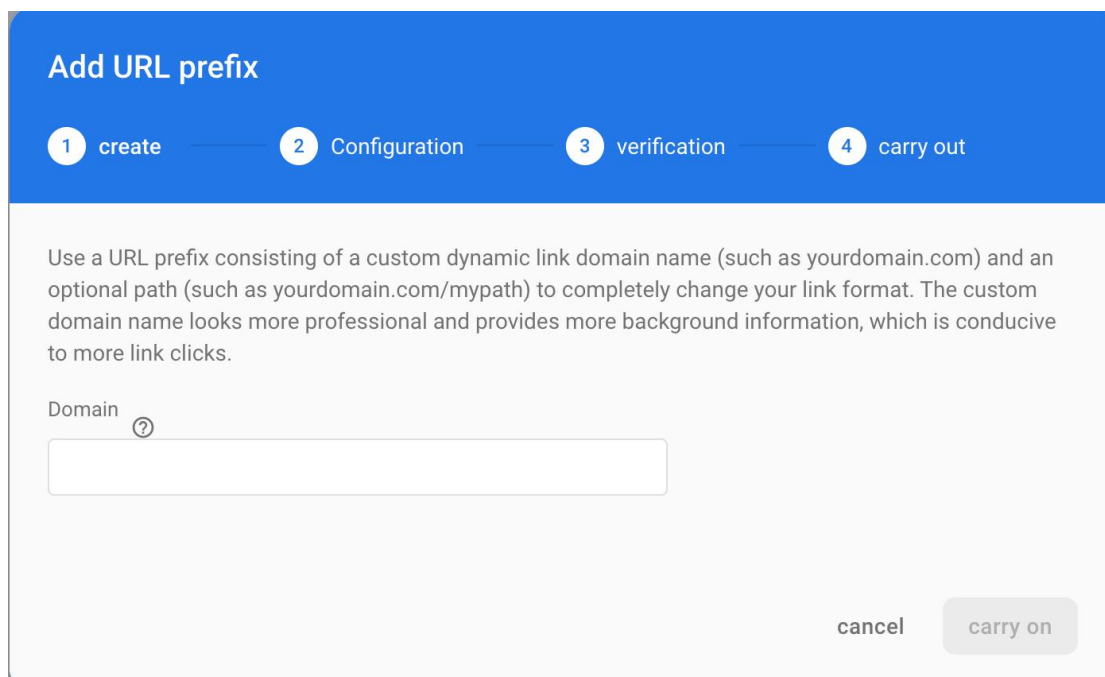 Add URL prefix
1 create 2 Configuration 3 verification 4 carry out
Use a URL prefix consisting of a custom dynamic link domain name (such as yourdomain.com) and an
optional path (such as yourdomain.com/mypath) to completely change your link format. The custom
domain name looks more professional and provides more background information, which is conducive
to more link clicks.
Domain ?
cancel carry on